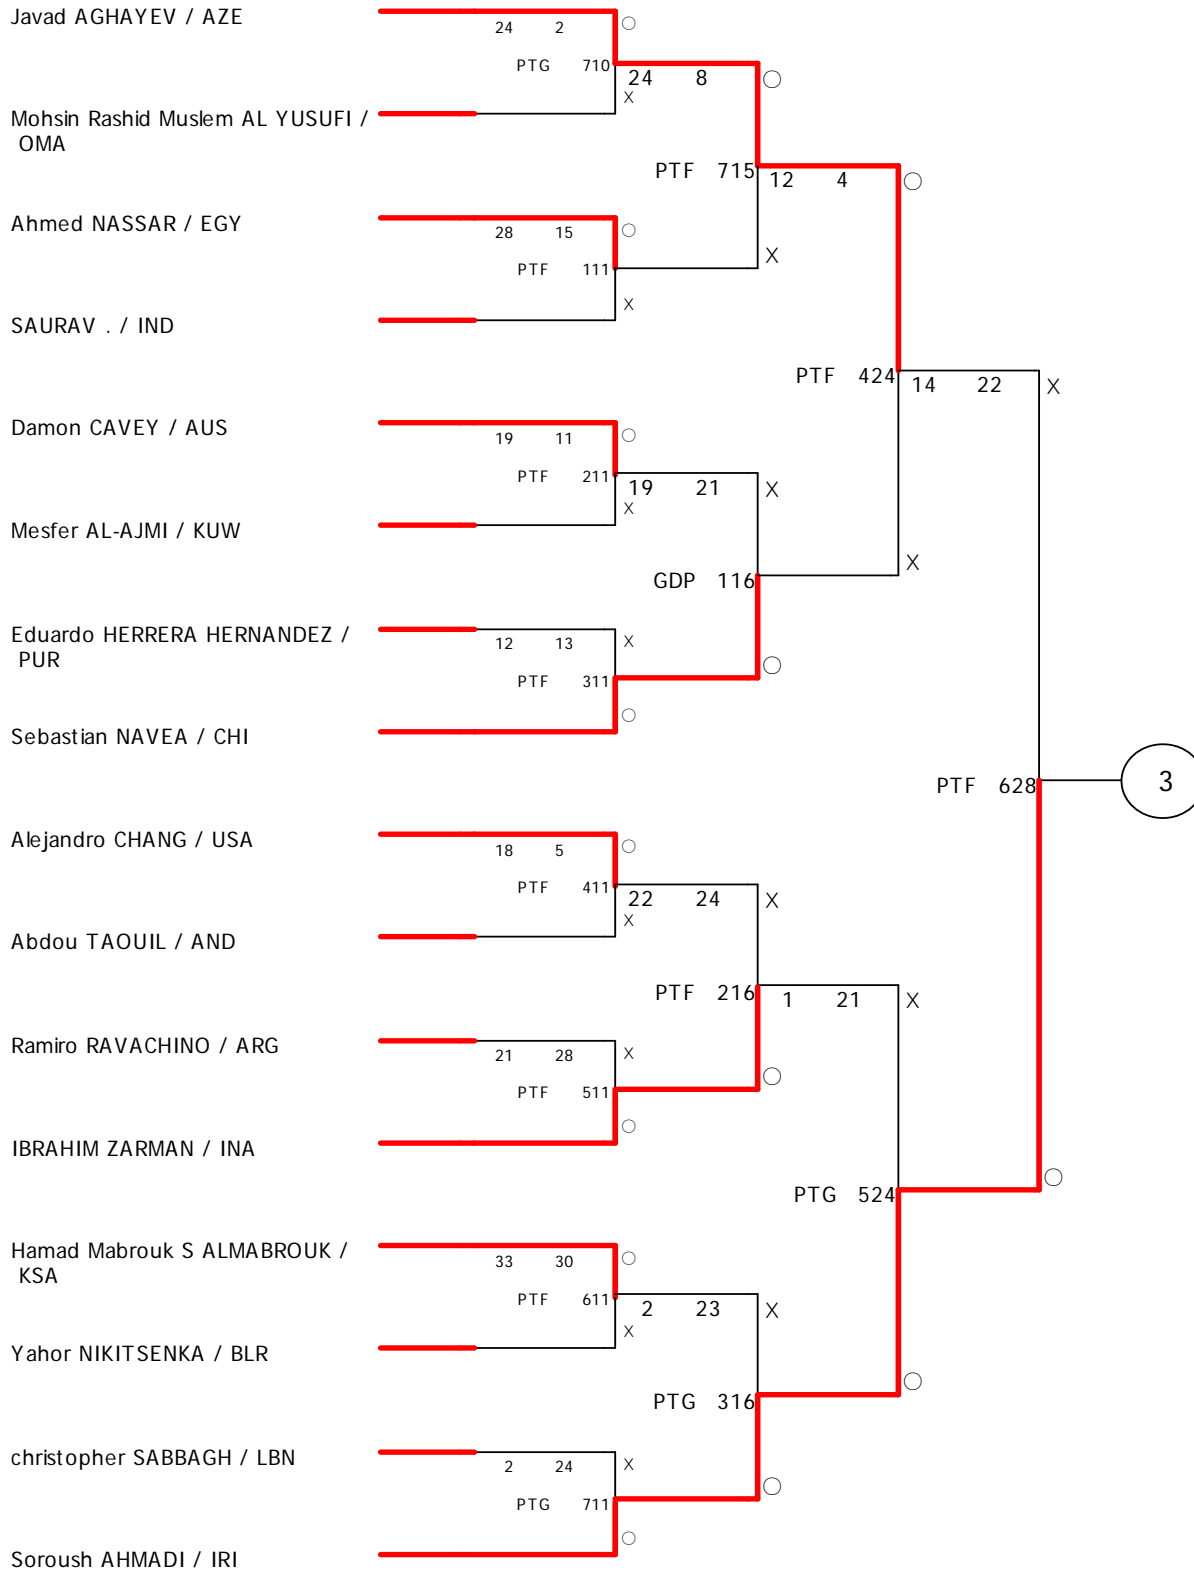 Javad AGHAYEV / AZE
24 2
PTG 710
24 8
X
Mohsin Rashid Muslem AL YUSUFI /
OMA
PTF 715
12 4
Ahmed NASSAR / EGY
28 15
X
PTF 111
X
SAURAV . / IND
PTF 424
14 22
X
Damon CAVEY / AUS
19 11
PTF 211
19 21
X
X
Mesfer AL-AJMI / KUW
X
GDP 116
Eduardo HERRERA HERNANDEZ /
PUR
12 13
X
PTF 311
Sebastian NAVEA / CHI
PTF 628
3
Alejandro CHANG / USA
18 5
PTF 411
22 24
X
X
Abdou TAOUIL / AND
PTF 216
1 21
X
Ramiro RAVACHINO / ARG
21 28
X
PTF 511
IBRAHIM ZARMAN / INA
PTG 524
Hamad Mabrouk S ALMABROUK /
KSA
33 30
PTF 611
2 23
X
X
Yahor NIKITSENKA / BLR
PTG 316
christopher SABBAGH / LBN
2 24
X
PTG 711
Soroush AHMADI / IRI